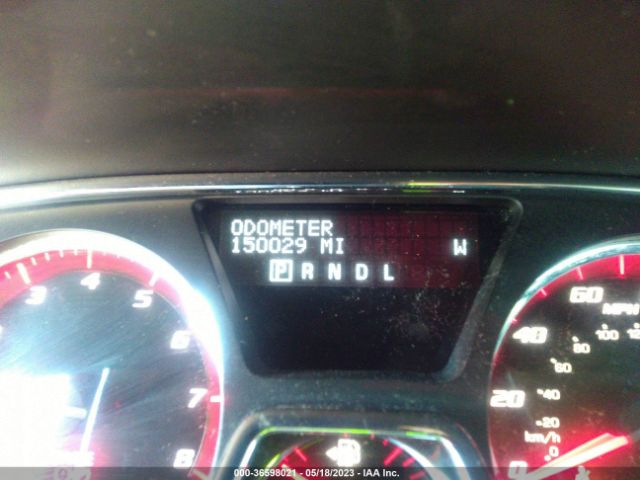 ODOMETER
150029 MI W
P R N D L
3 4 5 6 7 8
60 MPH
40 80 100
60
20 40
20
km/h
0 0
000-36598021 - 05/18/2023 - IAA Inc.